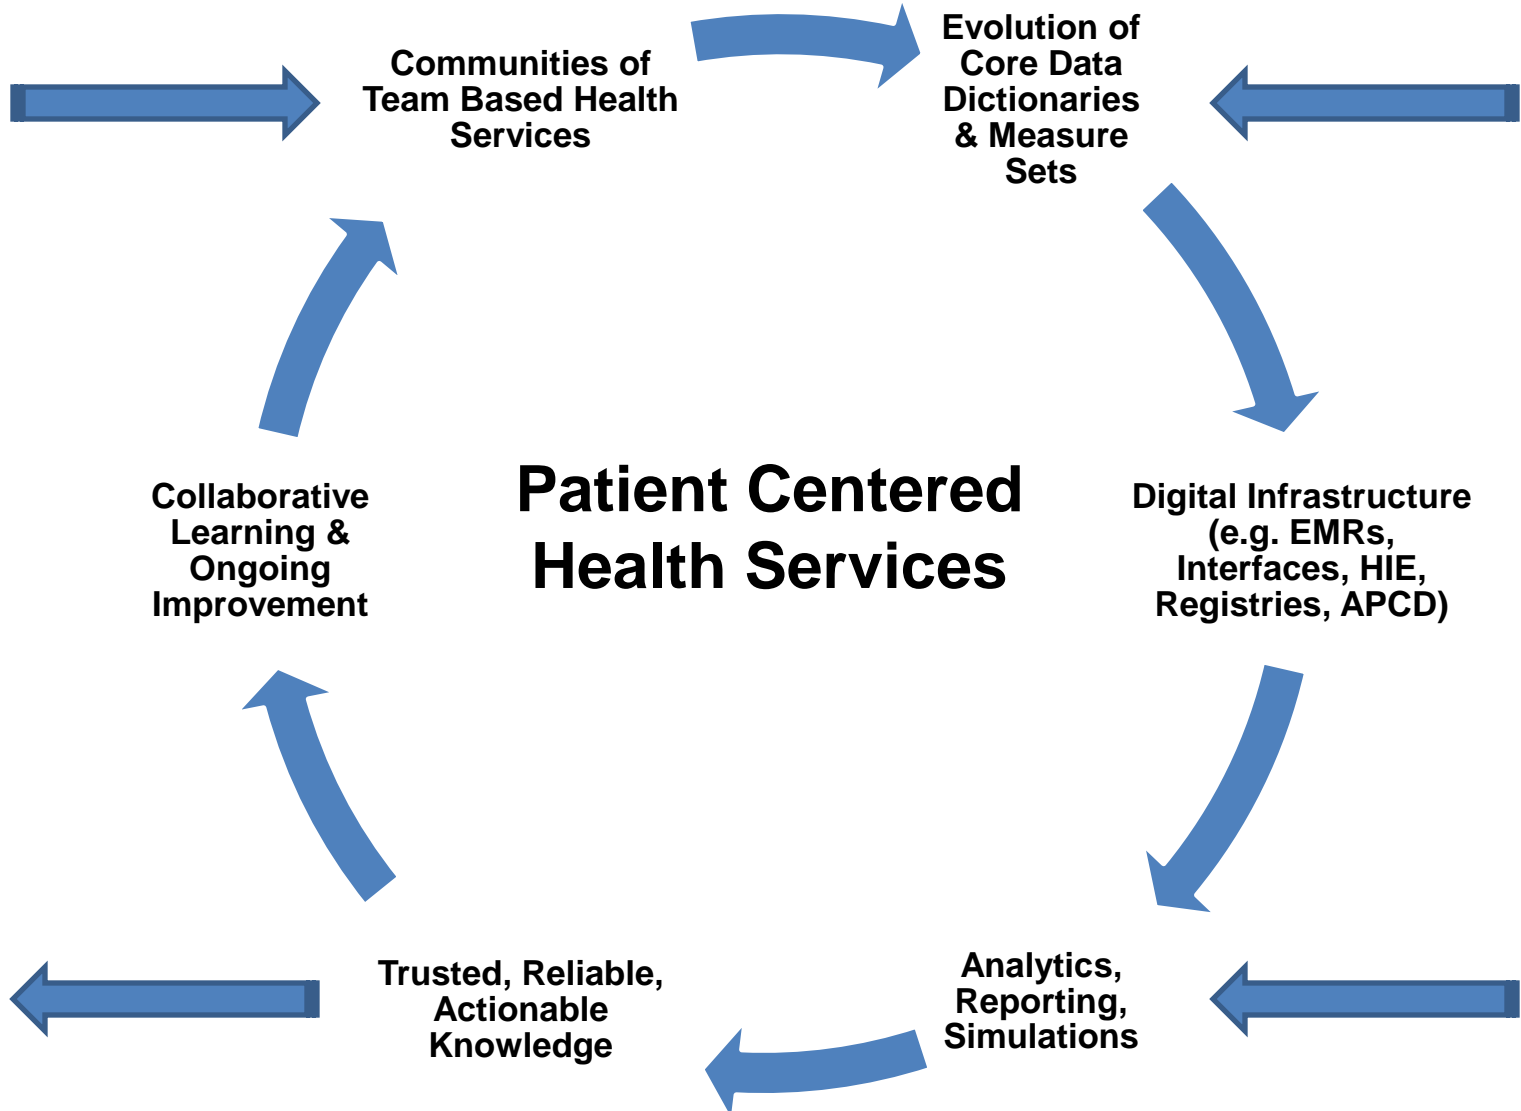 Communities of
Team Based Health
Services
Evolution of
Core Data
Dictionaries
& Measure
Sets
Collaborative
Learning &
Ongoing
Improvement
Patient Centered
Health Services
Digital Infrastructure
(e.g. EMRs,
Interfaces, HIE,
Registries, APCD)
Trusted, Reliable,
Actionable
Knowledge
Analytics,
Reporting,
Simulations